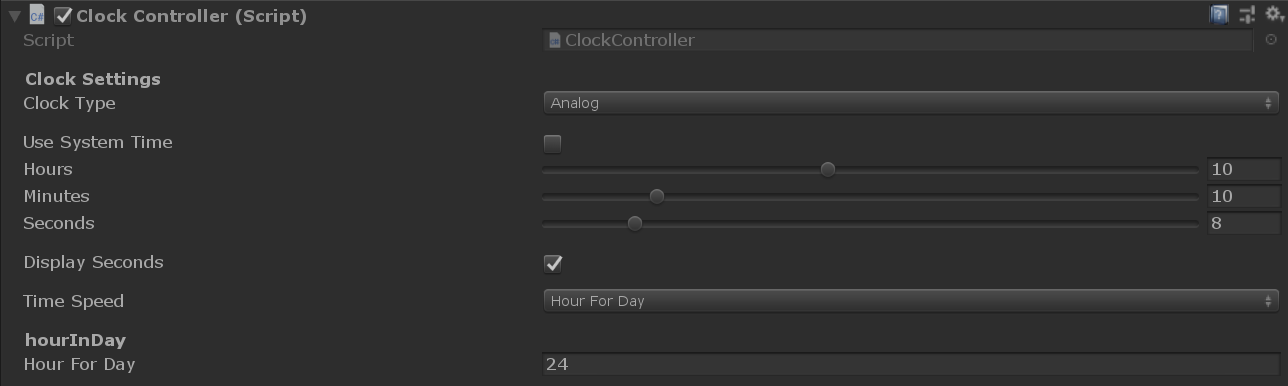 C# Clock Controller (Script)
Script ClockController
Clock Settings
Clock Type Analog
Use System Time
Hours 10
Minutes 10
Seconds 8
Display Seconds
Time Speed Hour For Day
hourInDay
Hour For Day 24